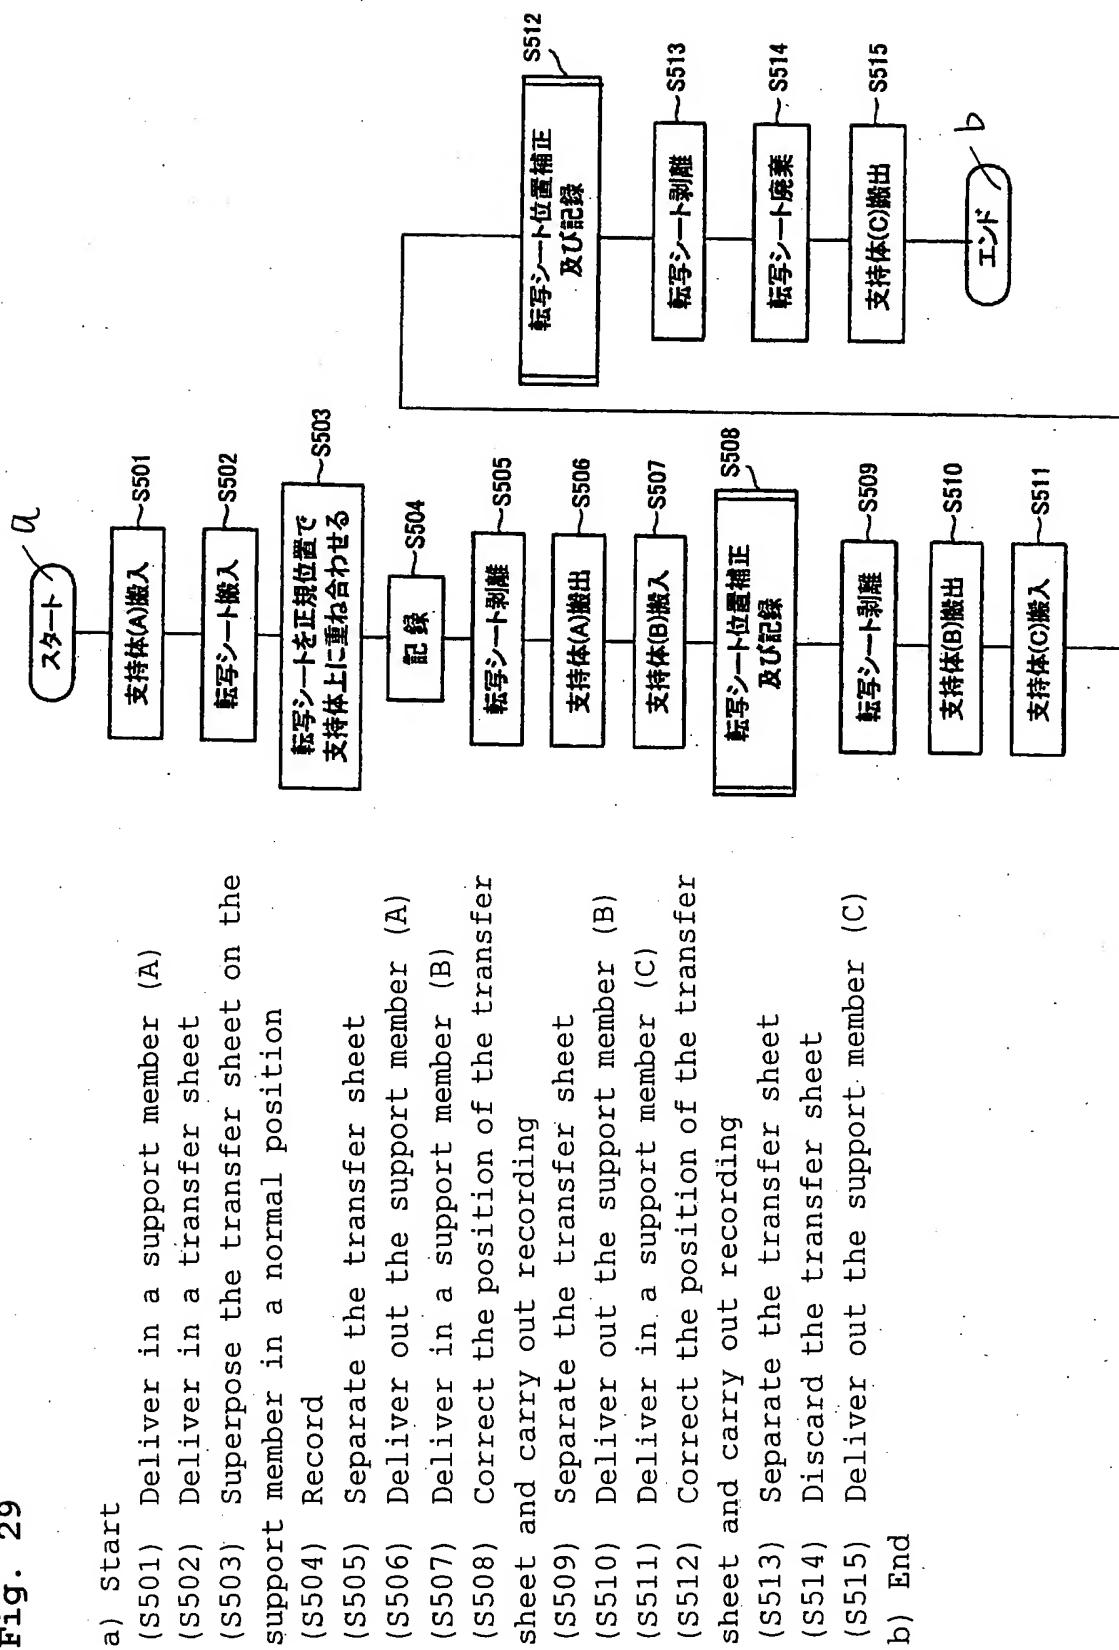 Fig. 29
a) Start
(S501) Deliver in a support member (A)
(S502) Deliver in a transfer sheet
(S503) Superpose the transfer sheet on the
support member in a normal position
(S504) Record
(S505) Separate the transfer sheet
(S506) Deliver out the support member (A)
(S507) Deliver in a support member (B)
(S508) Correct the position of the transfer
sheet and carry out recording
(S509) Separate the transfer sheet
(S510) Deliver out the support member (B)
(S511) Deliver in a support member (C)
(S512) Correct the position of the transfer
sheet and carry out recording
(S513) Separate the transfer sheet
(S514) Discard the transfer sheet
(S515) Deliver out the support member (C)
b) End
スタート
a
支持体(A)搬入
S501
転写シート搬入
S502
転写シートを正規位置で
支持体上に重ね合わせる
S503
記録
S504
転写シート剥離
S505
支持体(A)搬出
S506
支持体(B)搬入
S507
転写シート位置補正
及び記録
S508
転写シート剥離
S509
支持体(B)搬出
S510
支持体(C)搬入
S511
転写シート位置補正
及び記録
S512
転写シート剥離
S513
転写シート廃棄
S514
支持体(C)搬出
S515
エンド
b